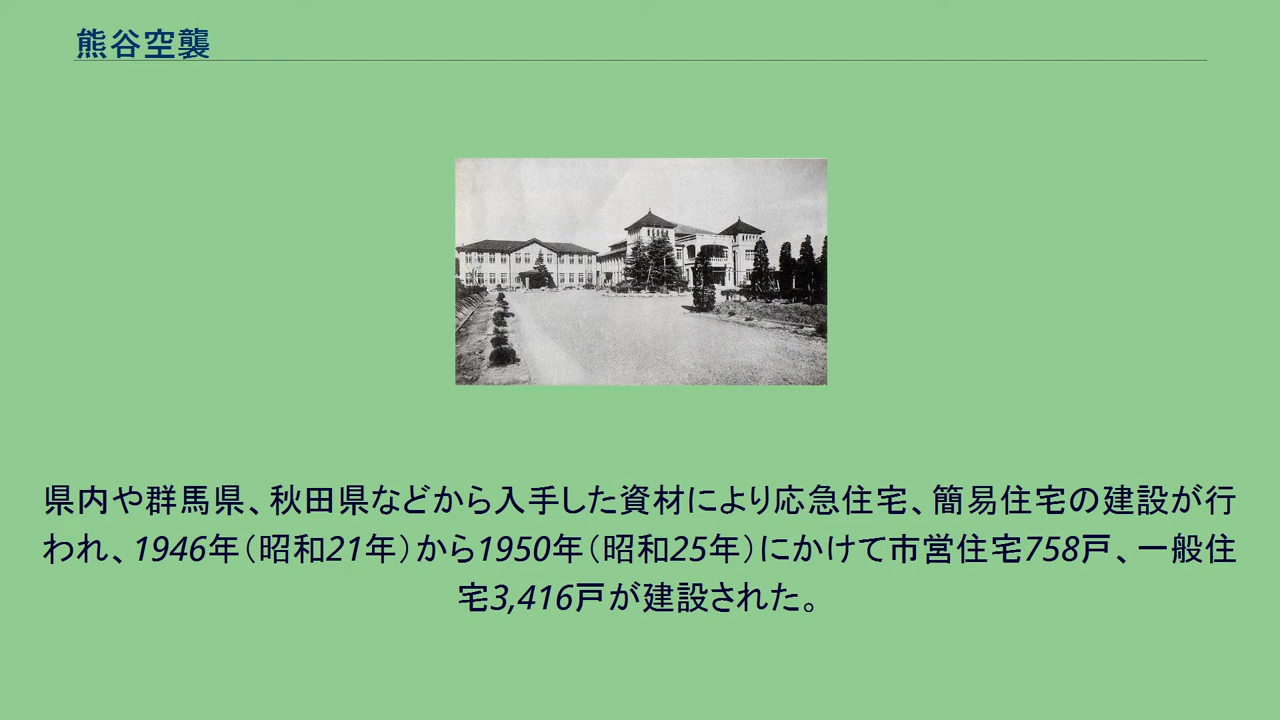 熊谷空襲
県内や群馬県、秋田県などから入手した資材により応急住宅、簡易住宅の建設が行
われ、1946年（昭和21年）から1950年（昭和25年）にかけて市営住宅758戸、一般住
宅3,416戸が建設された。